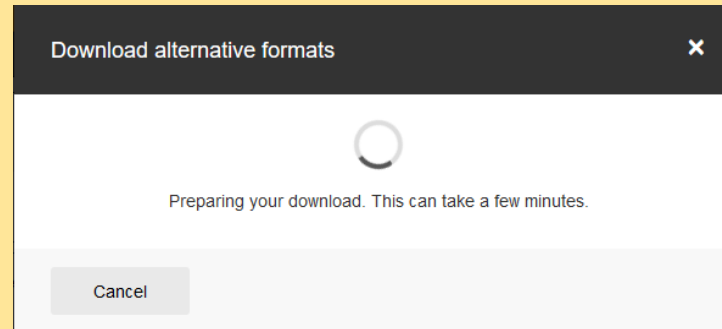 Download alternative formats
Preparing your download. This can take a few minutes.
Cancel